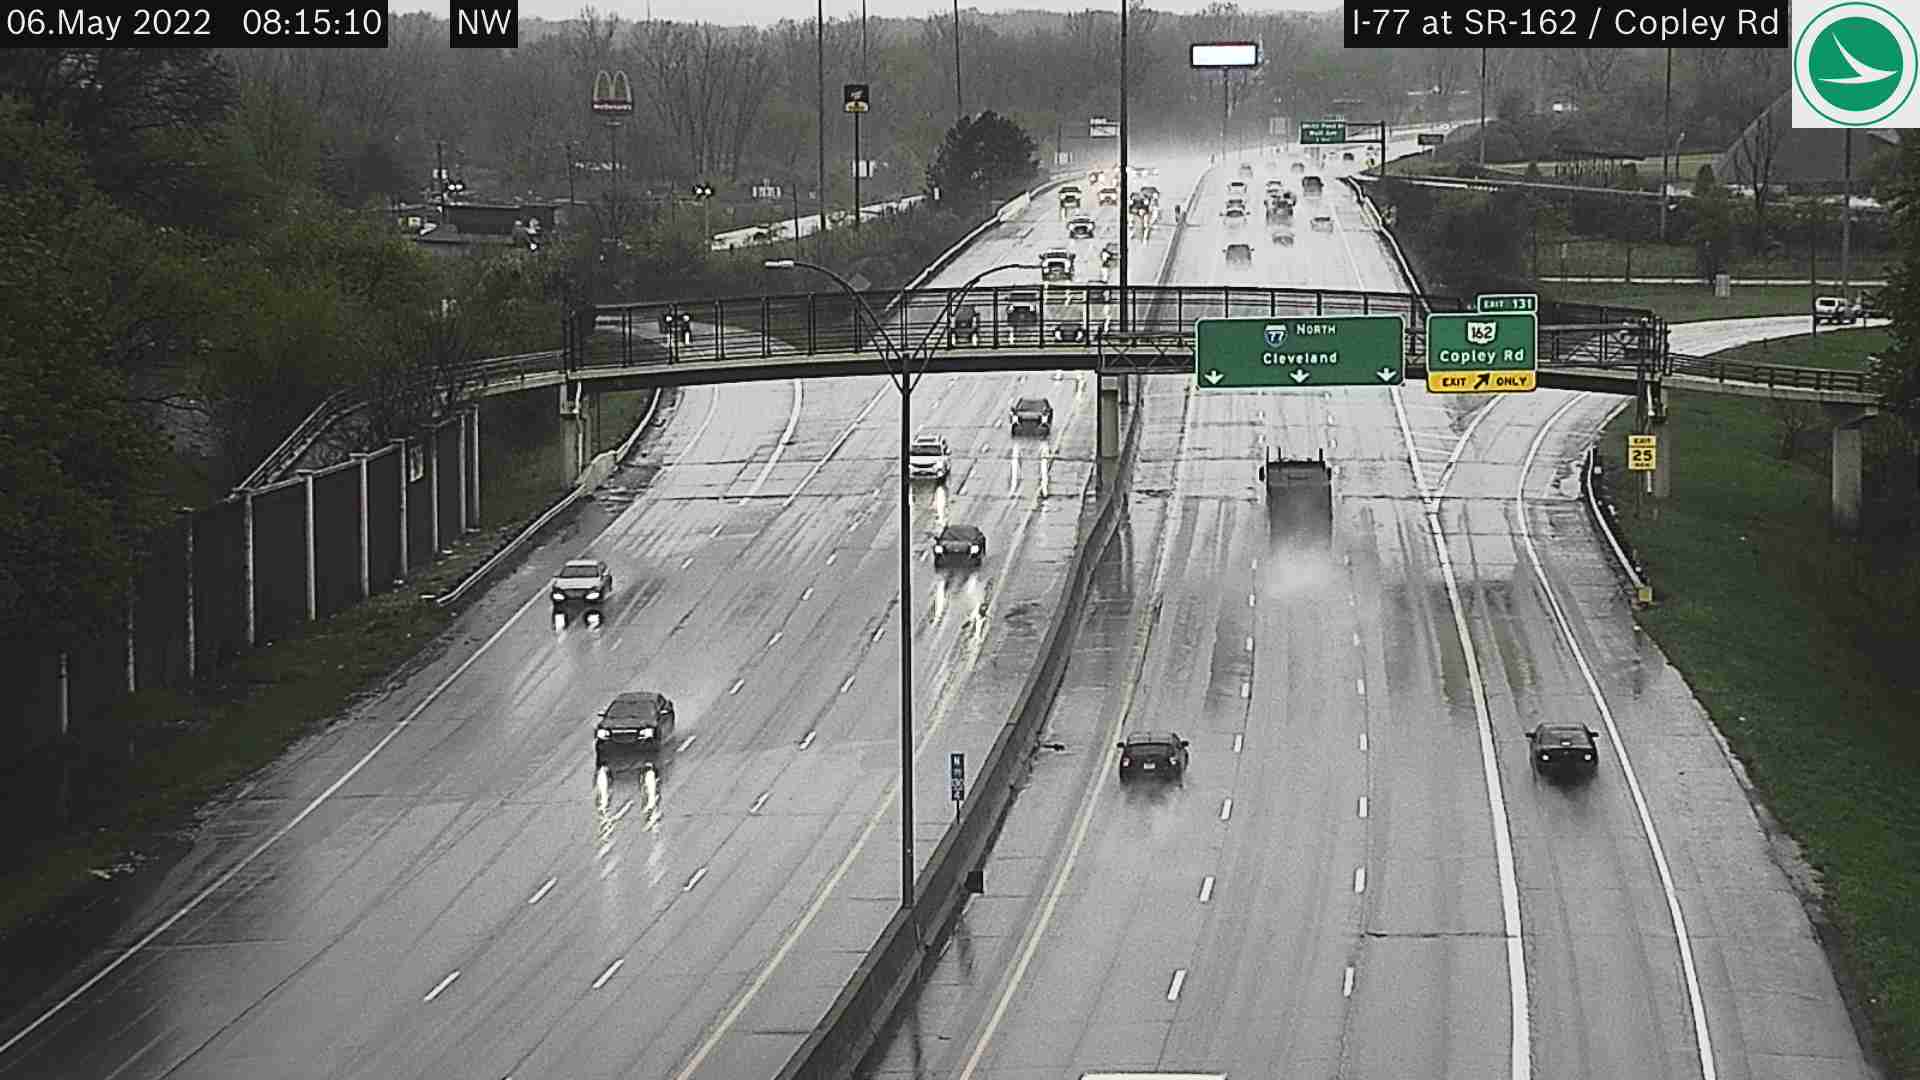 06.May 2022 08:15:10 NW I-77 at SR-162 / Copley Rd
McDonald's
EXIT 131
77 NORTH
Cleveland
162
Copley Rd
EXIT ONLY
EXIT
25